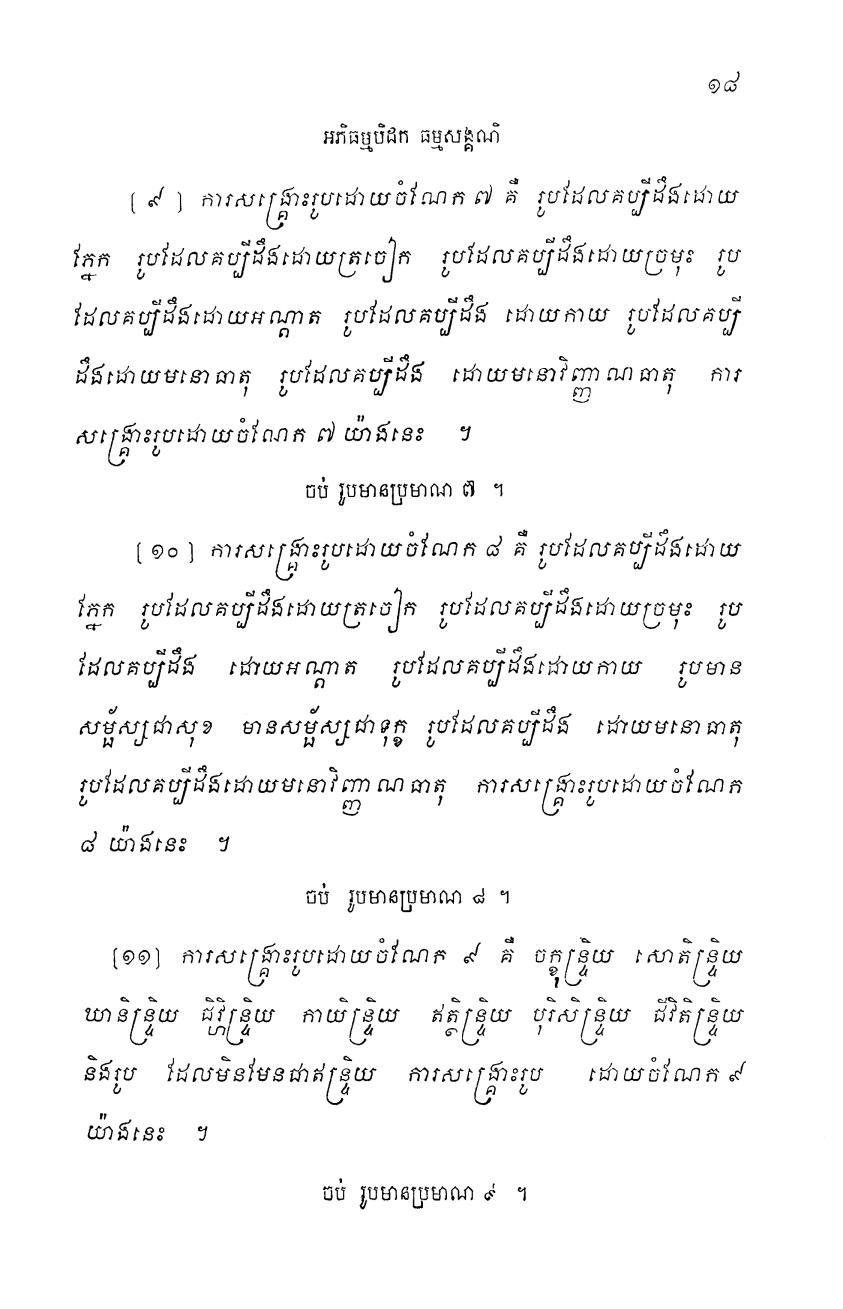 ១៨
អភិធម្មបិដក ធម្មសង្គណិ
[ ៩ ] ការសង្គ្រោះរូបដោយចំណែក ៧ គឺ រូបដែលគប្បីដឹងដោយ
ភ្នែក រូបដែលគប្បីដឹងដោយត្រចៀក រូបដែលគប្បីដឹងដោយច្រមុះ រូប
ដែលគប្បីដឹងដោយអណ្តាត រូបដែលគប្បីដឹង ដោយកាយ រូបដែលគប្បី
ដឹងដោយមនោធាតុ រូបដែលគប្បីដឹង ដោយមនោវិញ្ញាណធាតុ ការ
សង្គ្រោះរូបដោយចំណែក ៧ យ៉ាងនេះ ។
ចប់ រូបមានប្រមាណ ៧ ។
[ ១០ ] ការសង្គ្រោះរូបដោយចំណែក ៨ គឺ រូបដែលគប្បីដឹងដោយ
ភ្នែក រូបដែលគប្បីដឹងដោយត្រចៀក រូបដែលគប្បីដឹងដោយច្រមុះ រូប
ដែលគប្បីដឹង ដោយអណ្តាត រូបដែលគប្បីដឹងដោយកាយ រូបមាន
សម្ផ័ស្សជាសុខ មានសម្ផ័ស្សជាទុក្ខ រូបដែលគប្បីដឹង ដោយមនោធាតុ
រូបដែលគប្បីដឹងដោយមនោវិញ្ញាណធាតុ ការសង្គ្រោះរូបដោយចំណែក
៨ យ៉ាងនេះ ។
ចប់ រូបមានប្រមាណ ៨ ។
[១១] ការសង្គ្រោះរូបដោយចំណែក ៩ គឺ ចក្ខុន្ទ្រិយ សោតិន្ទ្រិយ
ឃានិន្ទ្រិយ ជិវ្ហិន្ទ្រិយ កាយិន្ទ្រិយ ឥត្ថិន្ទ្រិយ បុរិសិន្ទ្រិយ ជីវិតិន្ទ្រិយ
និងរូប ដែលមិនមែនជាឥន្ទ្រិយ ការសង្គ្រោះរូប ដោយចំណែក ៩
យ៉ាងនេះ ។
ចប់ រូបមានប្រមាណ ៩ ។